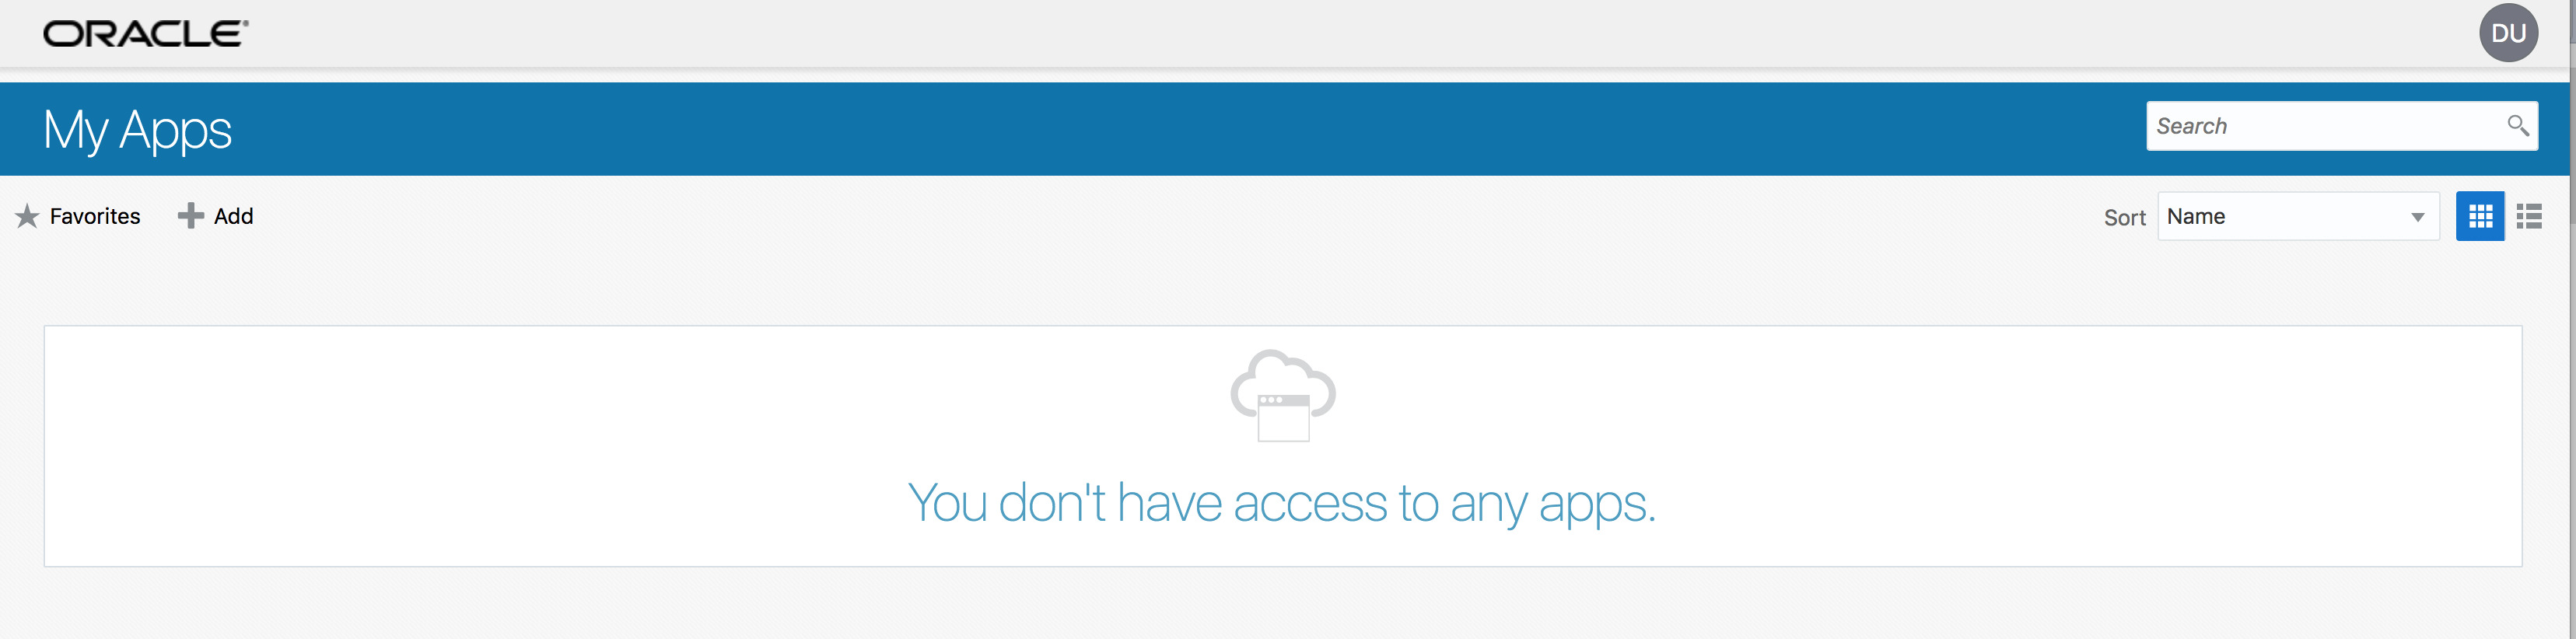 ORACLE®
DU
My Apps
Search
Favorites
Add
Sort
Name
You don't have access to any apps.